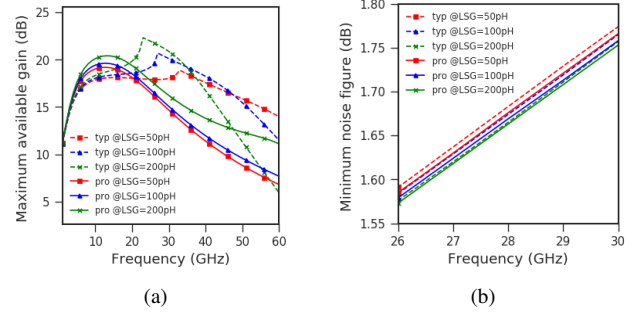 Maximum available gain (dB)
25
20
15
10
5
typ @LSG=50pH
typ @LSG=100pH
typ @LSG=200pH
pro @LSG=50pH
pro @LSG=100pH
pro @LSG=200pH
10 20 30 40 50 60
Frequency (GHz)
(a)
Minimum noise figure (dB)
1.80
1.75
1.70
1.65
1.60
1.55
typ @LSG=50pH
typ @LSG=100pH
typ @LSG=200pH
pro @LSG=50pH
pro @LSG=100pH
pro @LSG=200pH
26 27 28 29 30
Frequency (GHz)
(b)